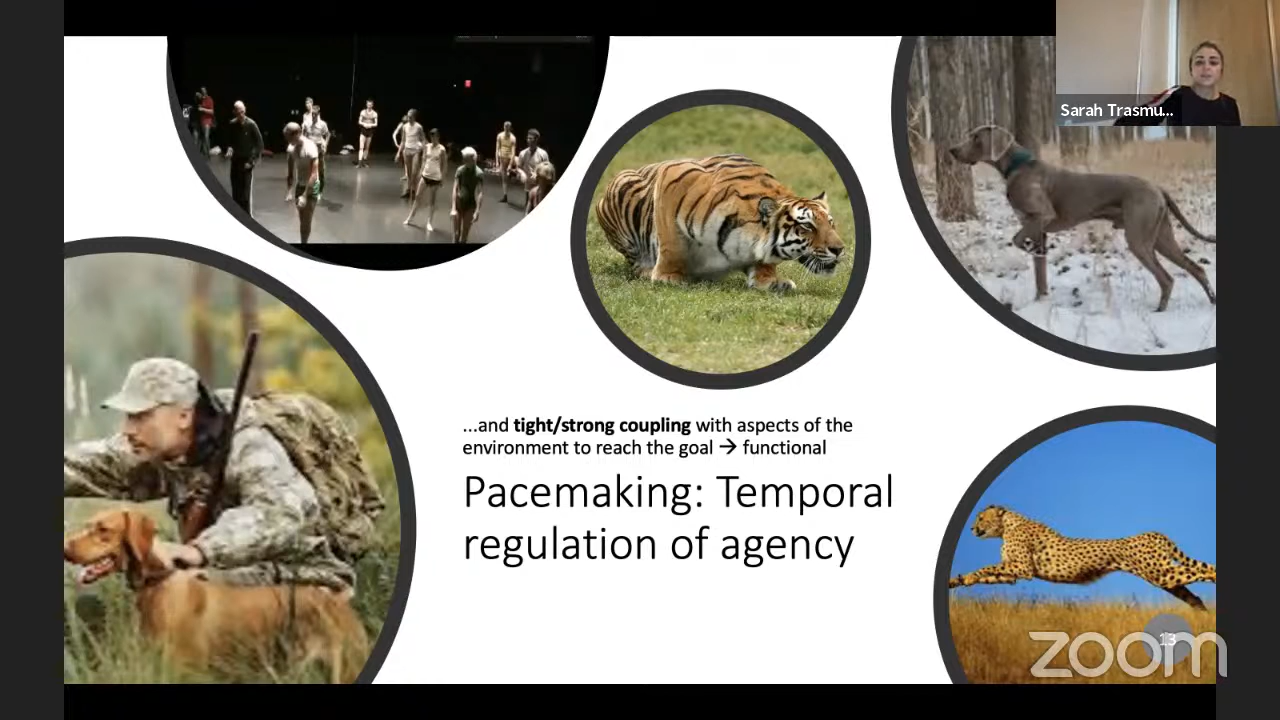 Sarah Trasmu...
...and tight/strong coupling with aspects of the
environment to reach the goal → functional
Pacemaking: Temporal
regulation of agency
13
zoom